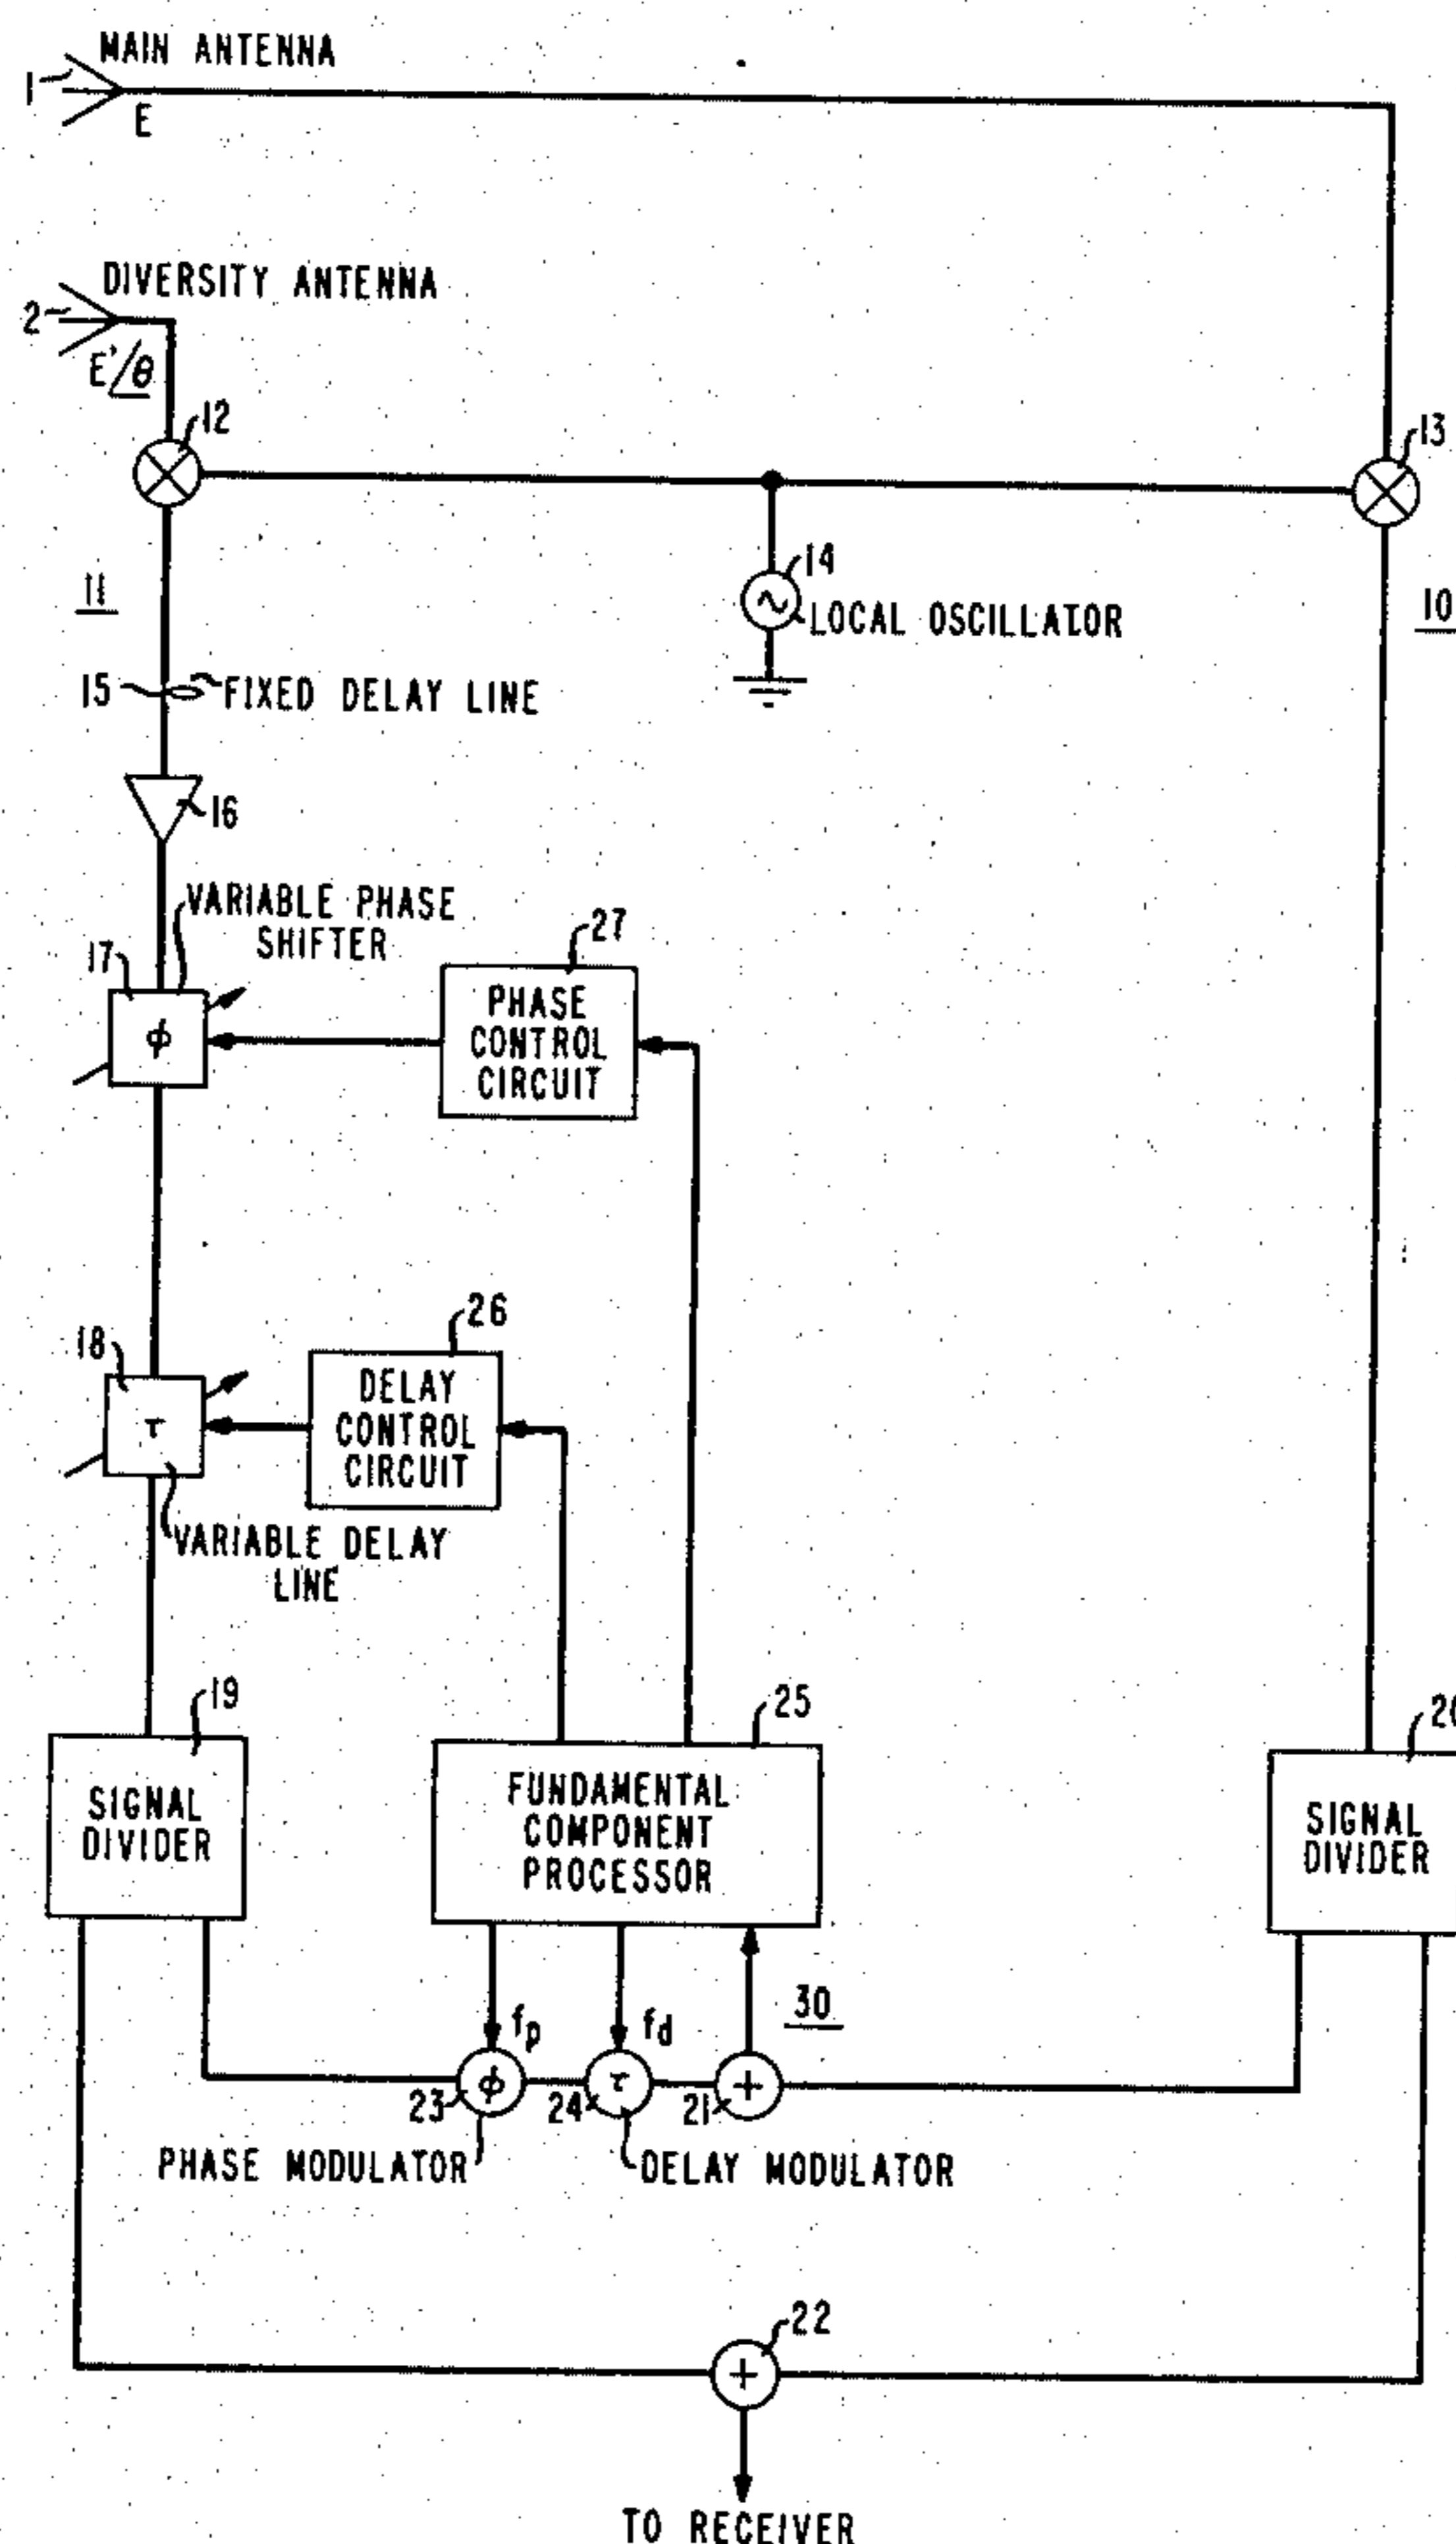 MAIN ANTENNA
1
E
DIVERSITY ANTENNA
2
E'/θ
12
13
14
LOCAL OSCILLATOR
11
10
15
FIXED DELAY LINE
16
VARIABLE PHASE
SHIFTER
17
27
ϕ
PHASE
CONTROL
CIRCUIT
26
18
τ
DELAY
CONTROL
CIRCUIT
VARIABLE DELAY
LINE
19
25
20
SIGNAL
DIVIDER
FUNDAMENTAL
COMPONENT
PROCESSOR
SIGNAL
DIVIDER
30
fp
fd
ϕ
τ
+
23
24
21
PHASE MODULATOR
DELAY MODULATOR
22
+
TO RECEIVER